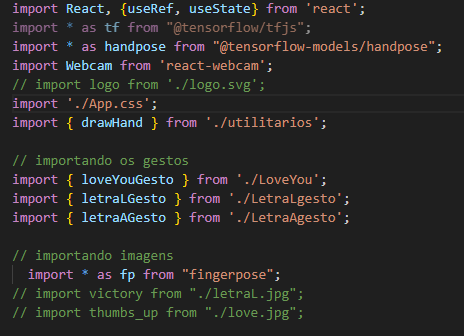 import React, {useRef, useState} from 'react';
import * as tf from "@tensorflow/tfjs";
import * as handpose from "@tensorflow-models/handpose";
import Webcam from 'react-webcam';
// import logo from './logo.svg';
import './App.css';
import { drawHand } from './utilitarios';
// importando os gestos
import { loveYouGesto } from './LoveYou';
import { letraLGesto } from './LetraLgesto';
import { letraAGesto } from './LetraAgesto';
// importando imagens
import * as fp from "fingerpose";
// import victory from "./letraL.jpg";
// import thumbs_up from "./love.jpg";